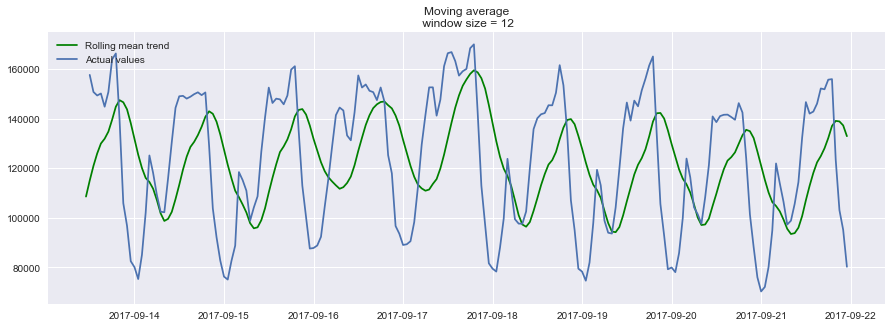 Moving average
window size = 12
Rolling mean trend
Actual values
160000
140000
120000
100000
80000
2017-09-14 2017-09-15 2017-09-16 2017-09-17 2017-09-18 2017-09-19 2017-09-20 2017-09-21 2017-09-22